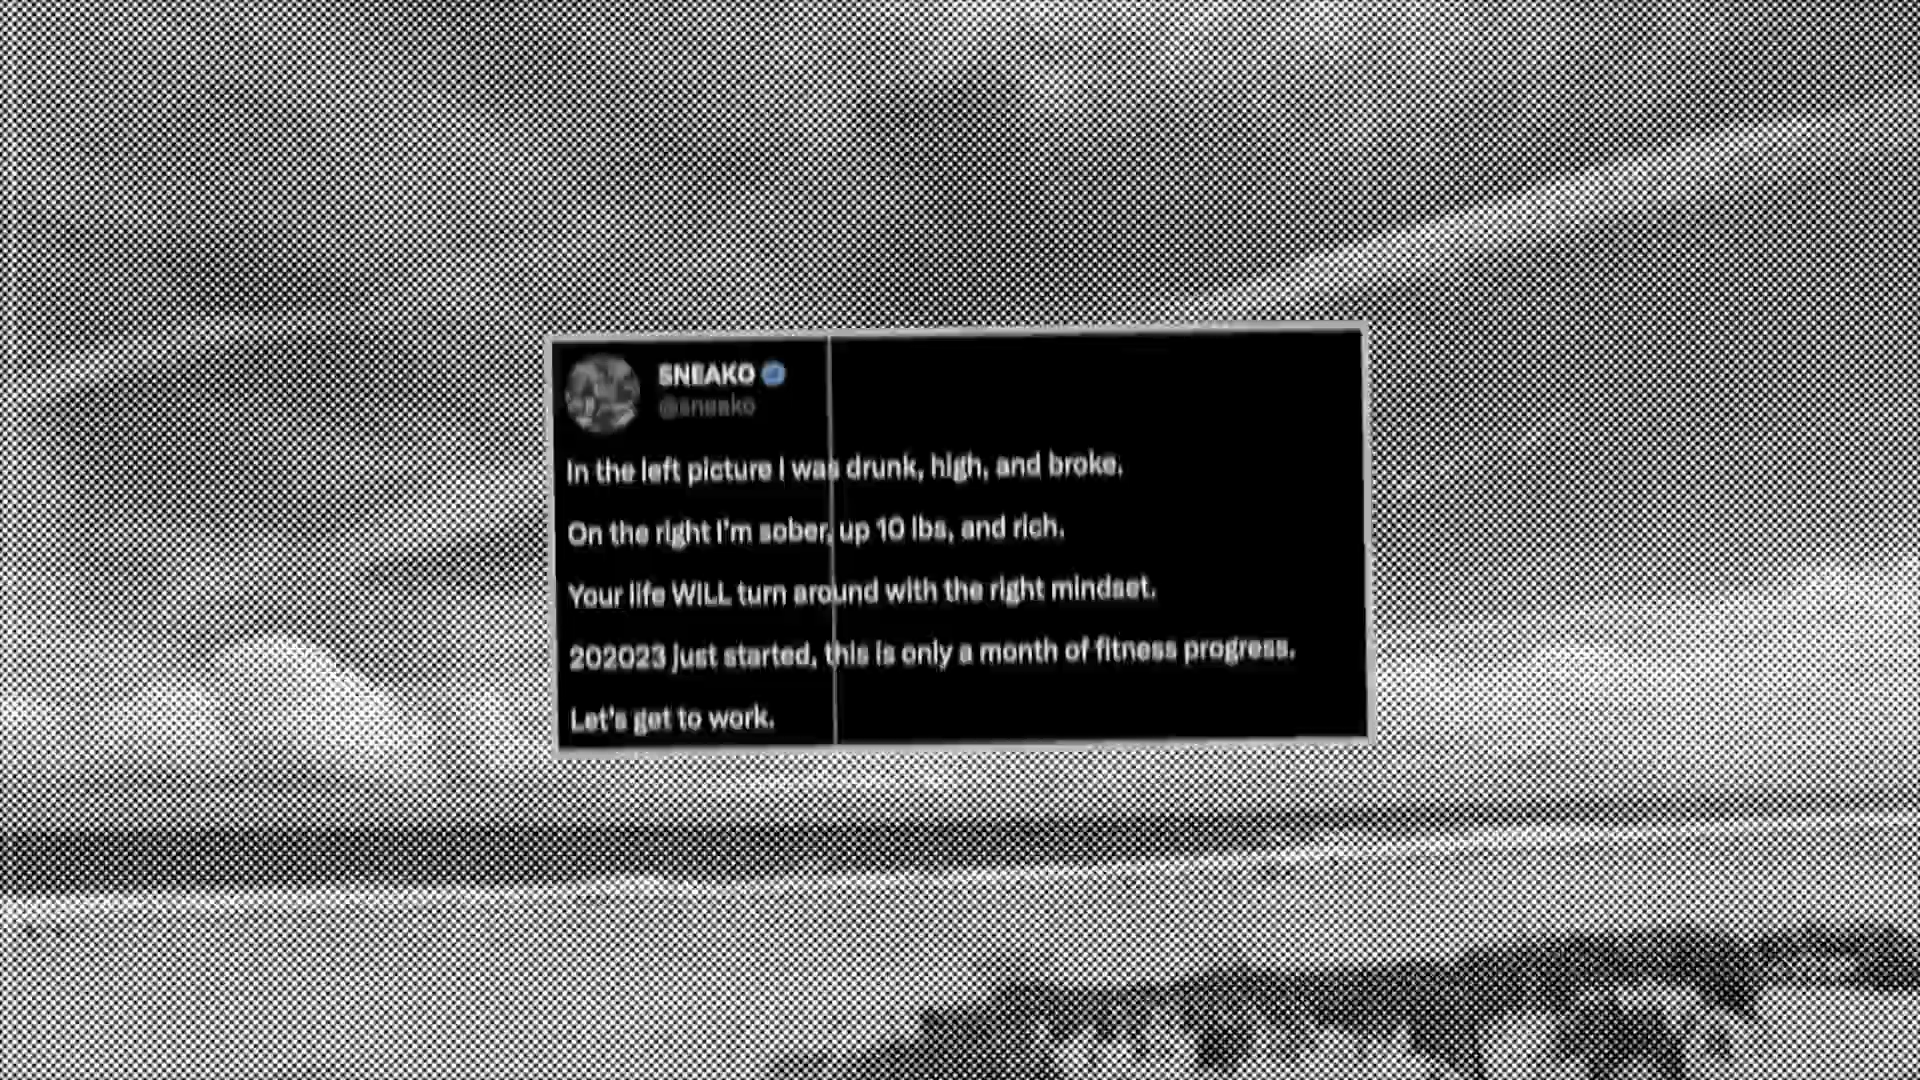 SNEAKO
@sneako
In the left picture I was drunk, high, and broke.
On the right I'm sober, up 10 lbs, and rich.
Your life WILL turn around with the right mindset.
202023 just started, this is only a month of fitness progress.
Let's get to work.